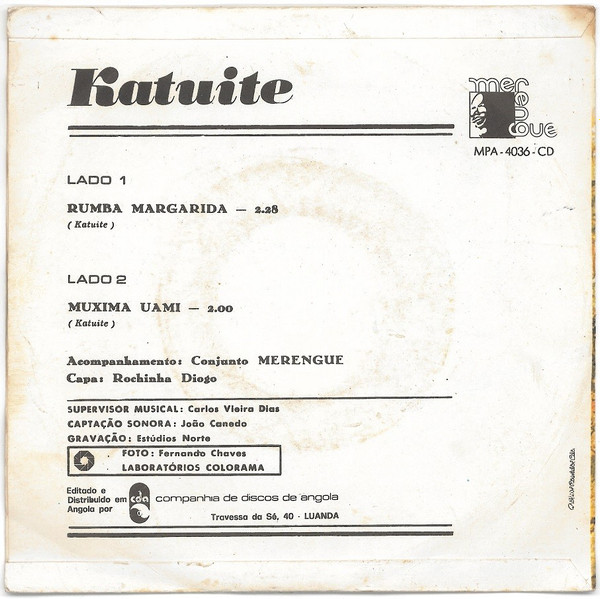 Katuite
merengue
MPA-4036-CD
LADO 1
RUMBA MARGARIDA — 2.28
(Katuite)
LADO 2
MUXIMA UAMI — 2.00
(Katuite)
Acompanhamento: Conjunto MERENGUE
Capa: Rochinha Diogo
SUPERVISOR MUSICAL: Carlos Vieira Dias
CAPTAÇÃO SONORA: João Canedo
GRAVAÇÃO: Estúdios Norte
FOTO: Fernando Chaves
LABORATÓRIOS COLORAMA
Editado e
Distribuído em
Angola por
cda
companhia de discos de angola
Travessa da Sé, 40 - LUANDA